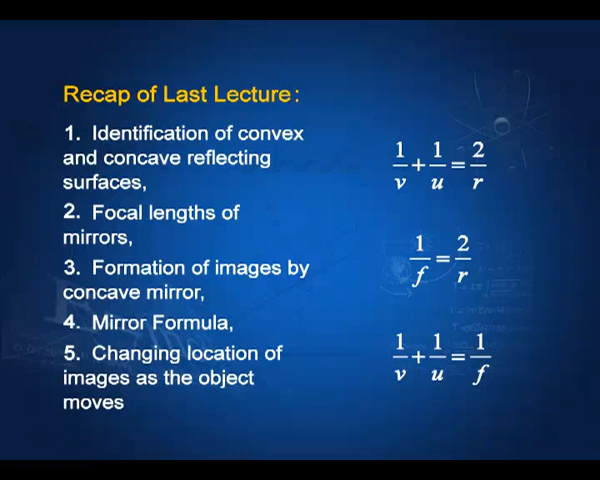 Recap of Last Lecture:
1. Identification of convex
and concave reflecting
surfaces,
2. Focal lengths of
mirrors,
3. Formation of images by
concave mirror,
4. Mirror Formula,
5. Changing location of
images as the object
moves
1/v + 1/u = 2/r
1/f = 2/r
1/v + 1/u = 1/f